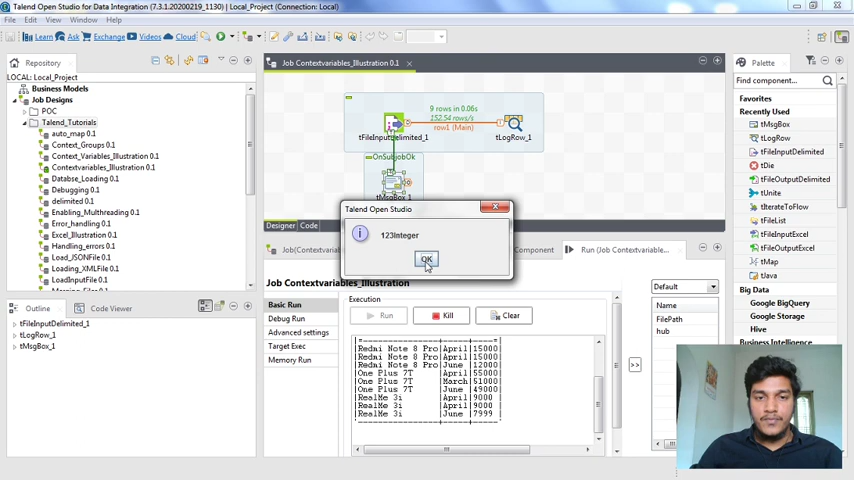 Talend Open Studio for Data Integration (7.3.1.20200219_1130) | Local_Project (Connection: Local)
File Edit View Window Help
Learn Ask Exchange Videos Cloud
Repository
LOCAL: Local_Project
Business Models
Job Designs
POC
Talend_Tutorials
auto_map 0.1
Context_Groups 0.1
Context_Variables_Illustration 0.1
Contextvariables_Illustration 0.1
Databse_Loading 0.1
Debugging 0.1
delimited 0.1
Enabling_Multithreading 0.1
Error_handling 0.1
Excel_Illustration 0.1
Handling_errors 0.1
Load_JSONFile 0.1
Loading_XMLFile 0.1
LoadInputFile 0.1
Outline
Code Viewer
tFileInputDelimited_1
tLogRow_1
tMsgBox_1
Job Contextvariables_Illustration 0.1
9 rows in 0.06s
152.54 rows/s
row1 (Main)
tFileInputDelimited_1
tLogRow_1
OnSubjobOk
tMsgBox_1
Designer Code
Talend Open Studio
123Integer
OK
Job(Contextvar
Component
Run (Job Contextvariable...
Job Contextvariables_Illustration
Basic Run
Debug Run
Advanced settings
Target Exec
Memory Run
Execution
Run
Kill
Clear
|=-------------+-----+-----=|
|Redmi Note 8 Pro|April|15000|
|Redmi Note 8 Pro|April|15000|
|Redmi Note 8 Pro|June |12000|
|One Plus 7T |April|55000|
|One Plus 7T |March|51000|
|One Plus 7T |June |49000|
|RealMe 3i |April|9000 |
|RealMe 3i |April|9000 |
|RealMe 3i |June |7999 |
Default
Name
FilePath
hub
>>
Palette
Find component...
Favorites
Recently Used
tMsgBox
tLogRow
tFileInputDelimited
tDie
tFileOutputDelimited
tUnite
tIterateToFlow
tFileList
tFileOutputExcel
tFileInputExcel
tMap
tJava
Big Data
Google BigQuery
Google Storage
Hive
Business Intelligence